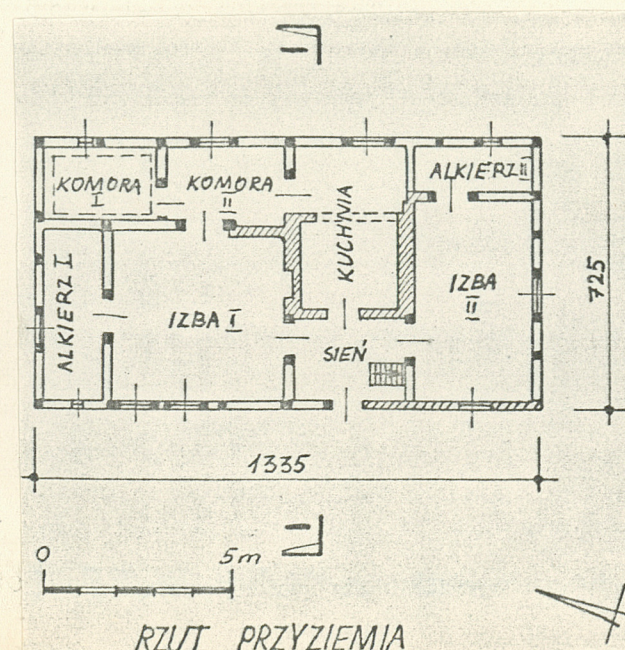 KOMORA
I
KOMORA
II
KUCHNIA
ALKIERZ II
ALKIERZ I
IZBA I
SIEŃ
IZBA
II
725
1335
0 5m
RZUT PRZYZIEMIA